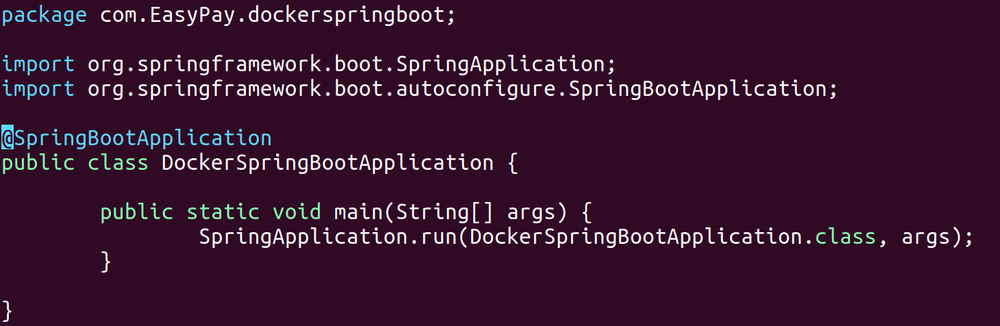 package com.EasyPay.dockerspringboot;
import org.springframework.boot.SpringApplication;
import org.springframework.boot.autoconfigure.SpringBootApplication;
@SpringBootApplication
public class DockerSpringBootApplication {
public static void main(String[] args) {
SpringApplication.run(DockerSpringBootApplication.class, args);
}
}